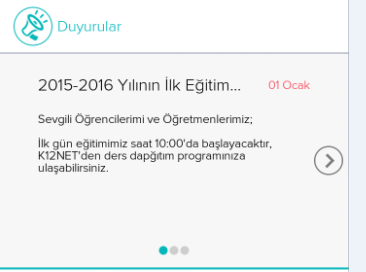 Duyurular
2015-2016 Yılının İlk Eğitim...
01 Ocak
Sevgili Öğrencilerimi ve Öğretmenlerimiz;
İlk gün eğitimimiz saat 10:00'da başlayacaktır,
K12NET'den ders dapğıtım programınıza
ulaşabilirsiniz.